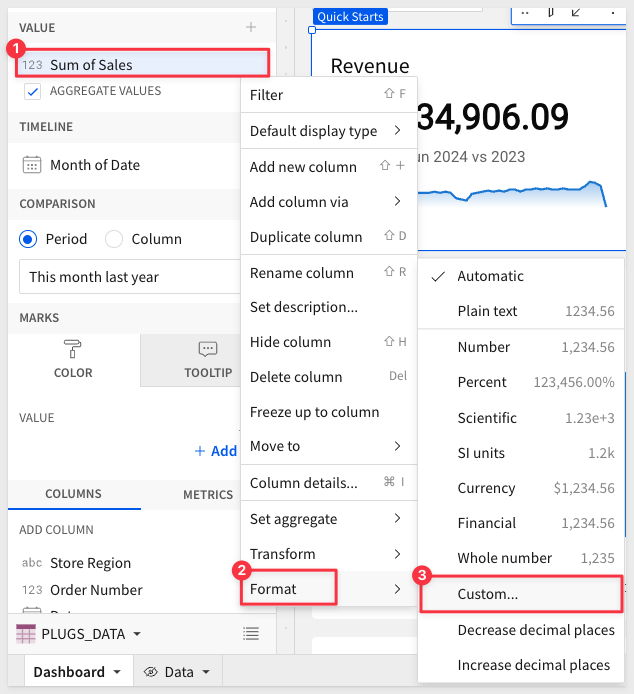 VALUE
1
123 Sum of Sales
AGGREGATE VALUES
TIMELINE
Month of Date
COMPARISON
Period
Column
This month last year
MARKS
COLOR
TOOLTIP
VALUE
+ Add
COLUMNS
METRICS
ADD COLUMN
abc Store Region
123 Order Number
PLUGS_DATA
Dashboard
Data
Filter ⇧ F
Default display type
Add new column ⇧ +
Add column via
Duplicate column ⇧ D
Rename column ⇧ R
Set description...
Hide column ⇧ H
Delete column Del
Freeze up to column
Move to
Column details... ⌘ I
Set aggregate
Transform
2
Format
Quick Starts
Revenue
34,906.09
un 2024 vs 2023
Automatic
Plain text 1234.56
Number 1,234.56
Percent 123,456.00%
Scientific 1.23e+3
SI units 1.2k
Currency $1,234.56
Financial 1,234.56
Whole number 1,235
3
Custom...
Decrease decimal places
Increase decimal places